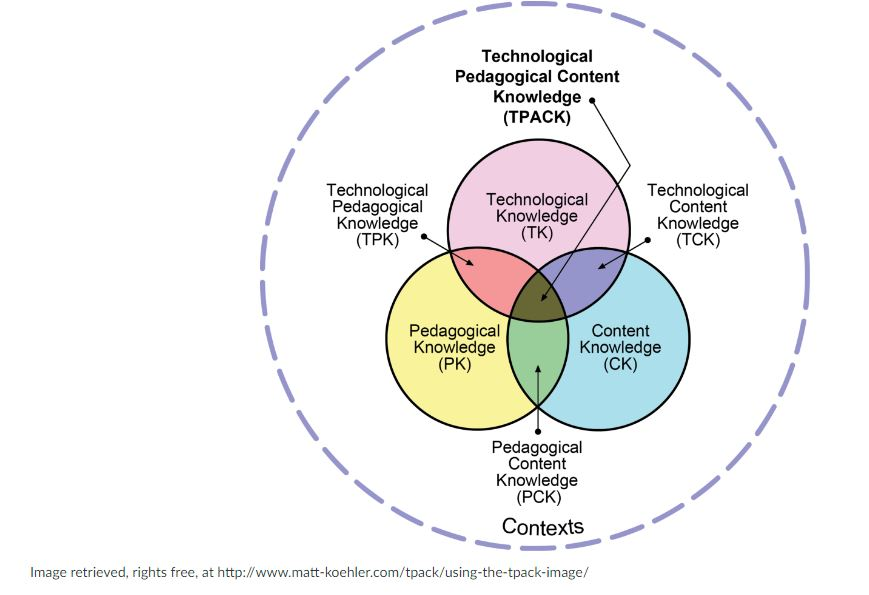 Technological
Pedagogical Content
Knowledge
(TPACK)
Technological
Pedagogical
Knowledge
(TPK)
Technological
Knowledge
(TK)
Technological
Content
Knowledge
(TCK)
Pedagogical
Knowledge
(PK)
Content
Knowledge
(CK)
Pedagogical
Content
Knowledge
(PCK)
Contexts
Image retrieved, rights free, at http://www.matt-koehler.com/tpack/using-the-tpack-image/